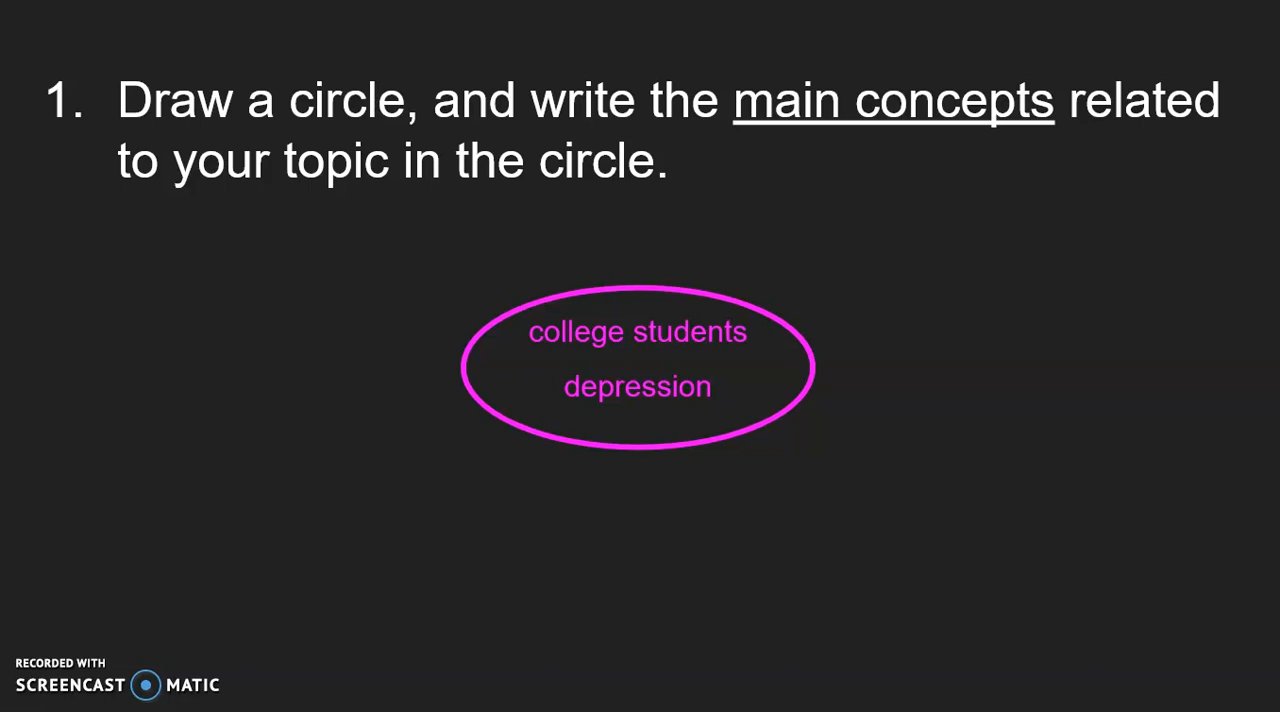 1. Draw a circle, and write the main concepts related
to your topic in the circle.
college students
depression
RECORDED WITH
SCREENCAST MATIC